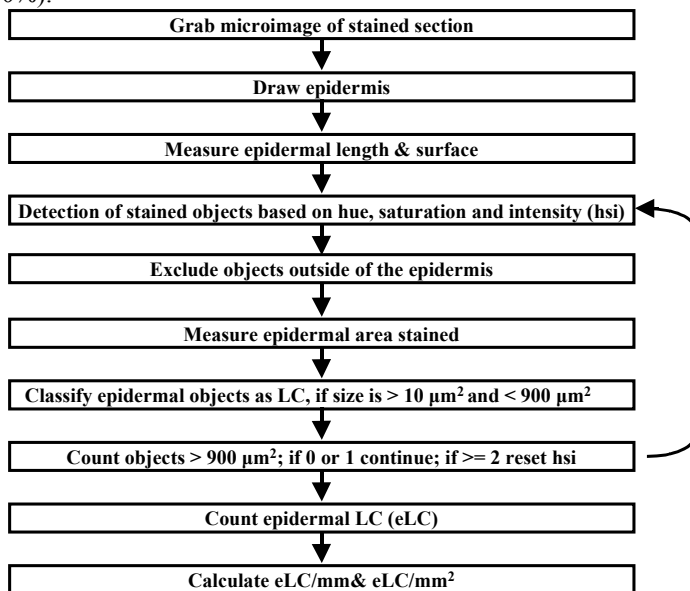 Grab microimage of stained section
Draw epidermis
Measure epidermal length & surface
Detection of stained objects based on hue, saturation and intensity (hsi)
Exclude objects outside of the epidermis
Measure epidermal area stained
Classify epidermal objects as LC, if size is > 10 µm² and < 900 µm²
Count objects > 900 µm²; if 0 or 1 continue; if >= 2 reset hsi
Count epidermal LC (eLC)
Calculate eLC/mm& eLC/mm²